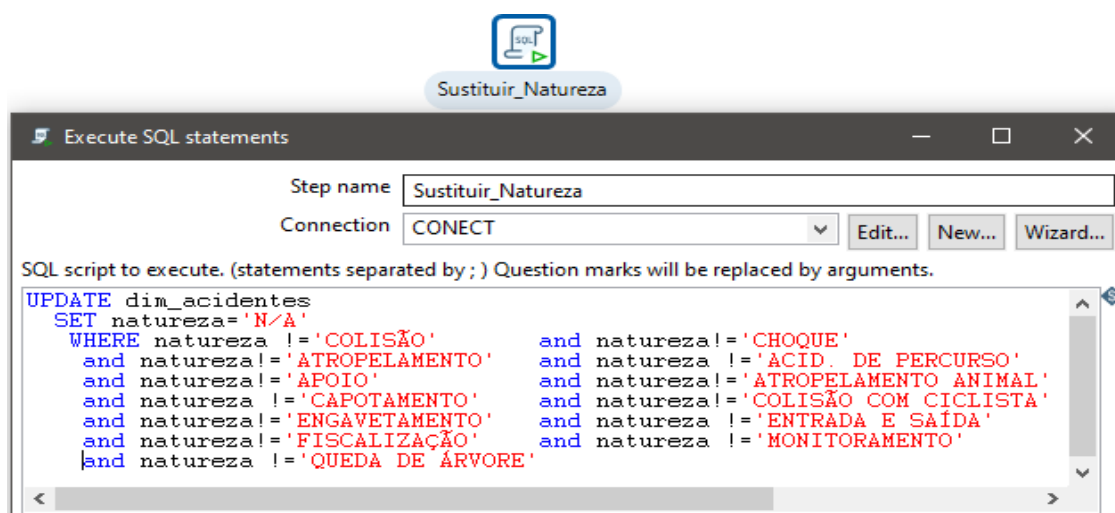 SQL
Sustituir_Natureza
Execute SQL statements
Step name Sustituir_Natureza
Connection CONECT Edit... New... Wizard...
SQL script to execute. (statements separated by ; ) Question marks will be replaced by arguments.
UPDATE dim_acidentes
SET natureza='N/A'
WHERE natureza !='COLISÃO' and natureza!='CHOQUE'
and natureza!='ATROPELAMENTO' and natureza !='ACID. DE PERCURSO'
and natureza!='APOIO' and natureza!='ATROPELAMENTO ANIMAL'
and natureza !='CAPOTAMENTO' and natureza!='COLISÃO COM CICLISTA'
and natureza!='ENGAVETAMENTO' and natureza!='ENTRADA E SAÍDA'
and natureza!='FISCALIZAÇÃO' and natureza !='MONITORAMENTO'
and natureza !='QUEDA DE ÁRVORE'